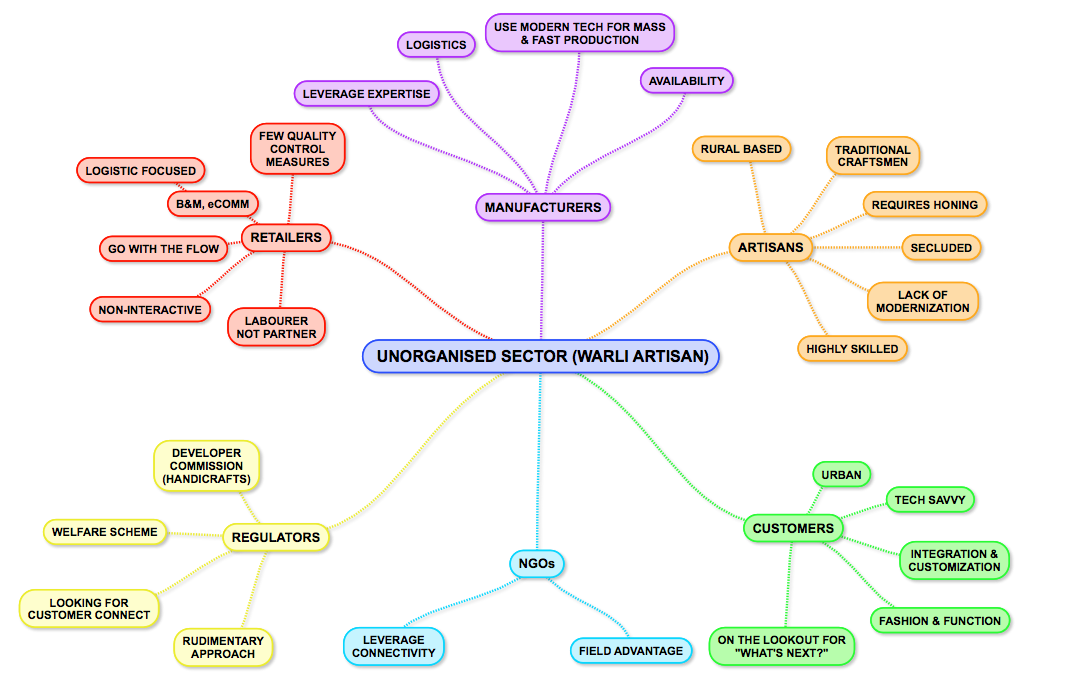 USE MODERN TECH FOR MASS
& FAST PRODUCTION
LOGISTICS
AVAILABILITY
LEVERAGE EXPERTISE
MANUFACTURERS
FEW QUALITY
CONTROL
MEASURES
LOGISTIC FOCUSED
B&M, eCOMM
RETAILERS
GO WITH THE FLOW
NON-INTERACTIVE
LABOURER
NOT PARTNER
RURAL BASED
TRADITIONAL
CRAFTSMEN
REQUIRES HONING
ARTISANS
SECLUDED
LACK OF
MODERNIZATION
HIGHLY SKILLED
UNORGANISED SECTOR (WARLI ARTISAN)
DEVELOPER
COMMISSION
(HANDICRAFTS)
WELFARE SCHEME
REGULATORS
LOOKING FOR
CUSTOMER CONNECT
RUDIMENTARY
APPROACH
NGOs
LEVERAGE
CONNECTIVITY
FIELD ADVANTAGE
URBAN
TECH SAVVY
CUSTOMERS
INTEGRATION &
CUSTOMIZATION
FASHION & FUNCTION
ON THE LOOKOUT FOR
"WHAT'S NEXT?"